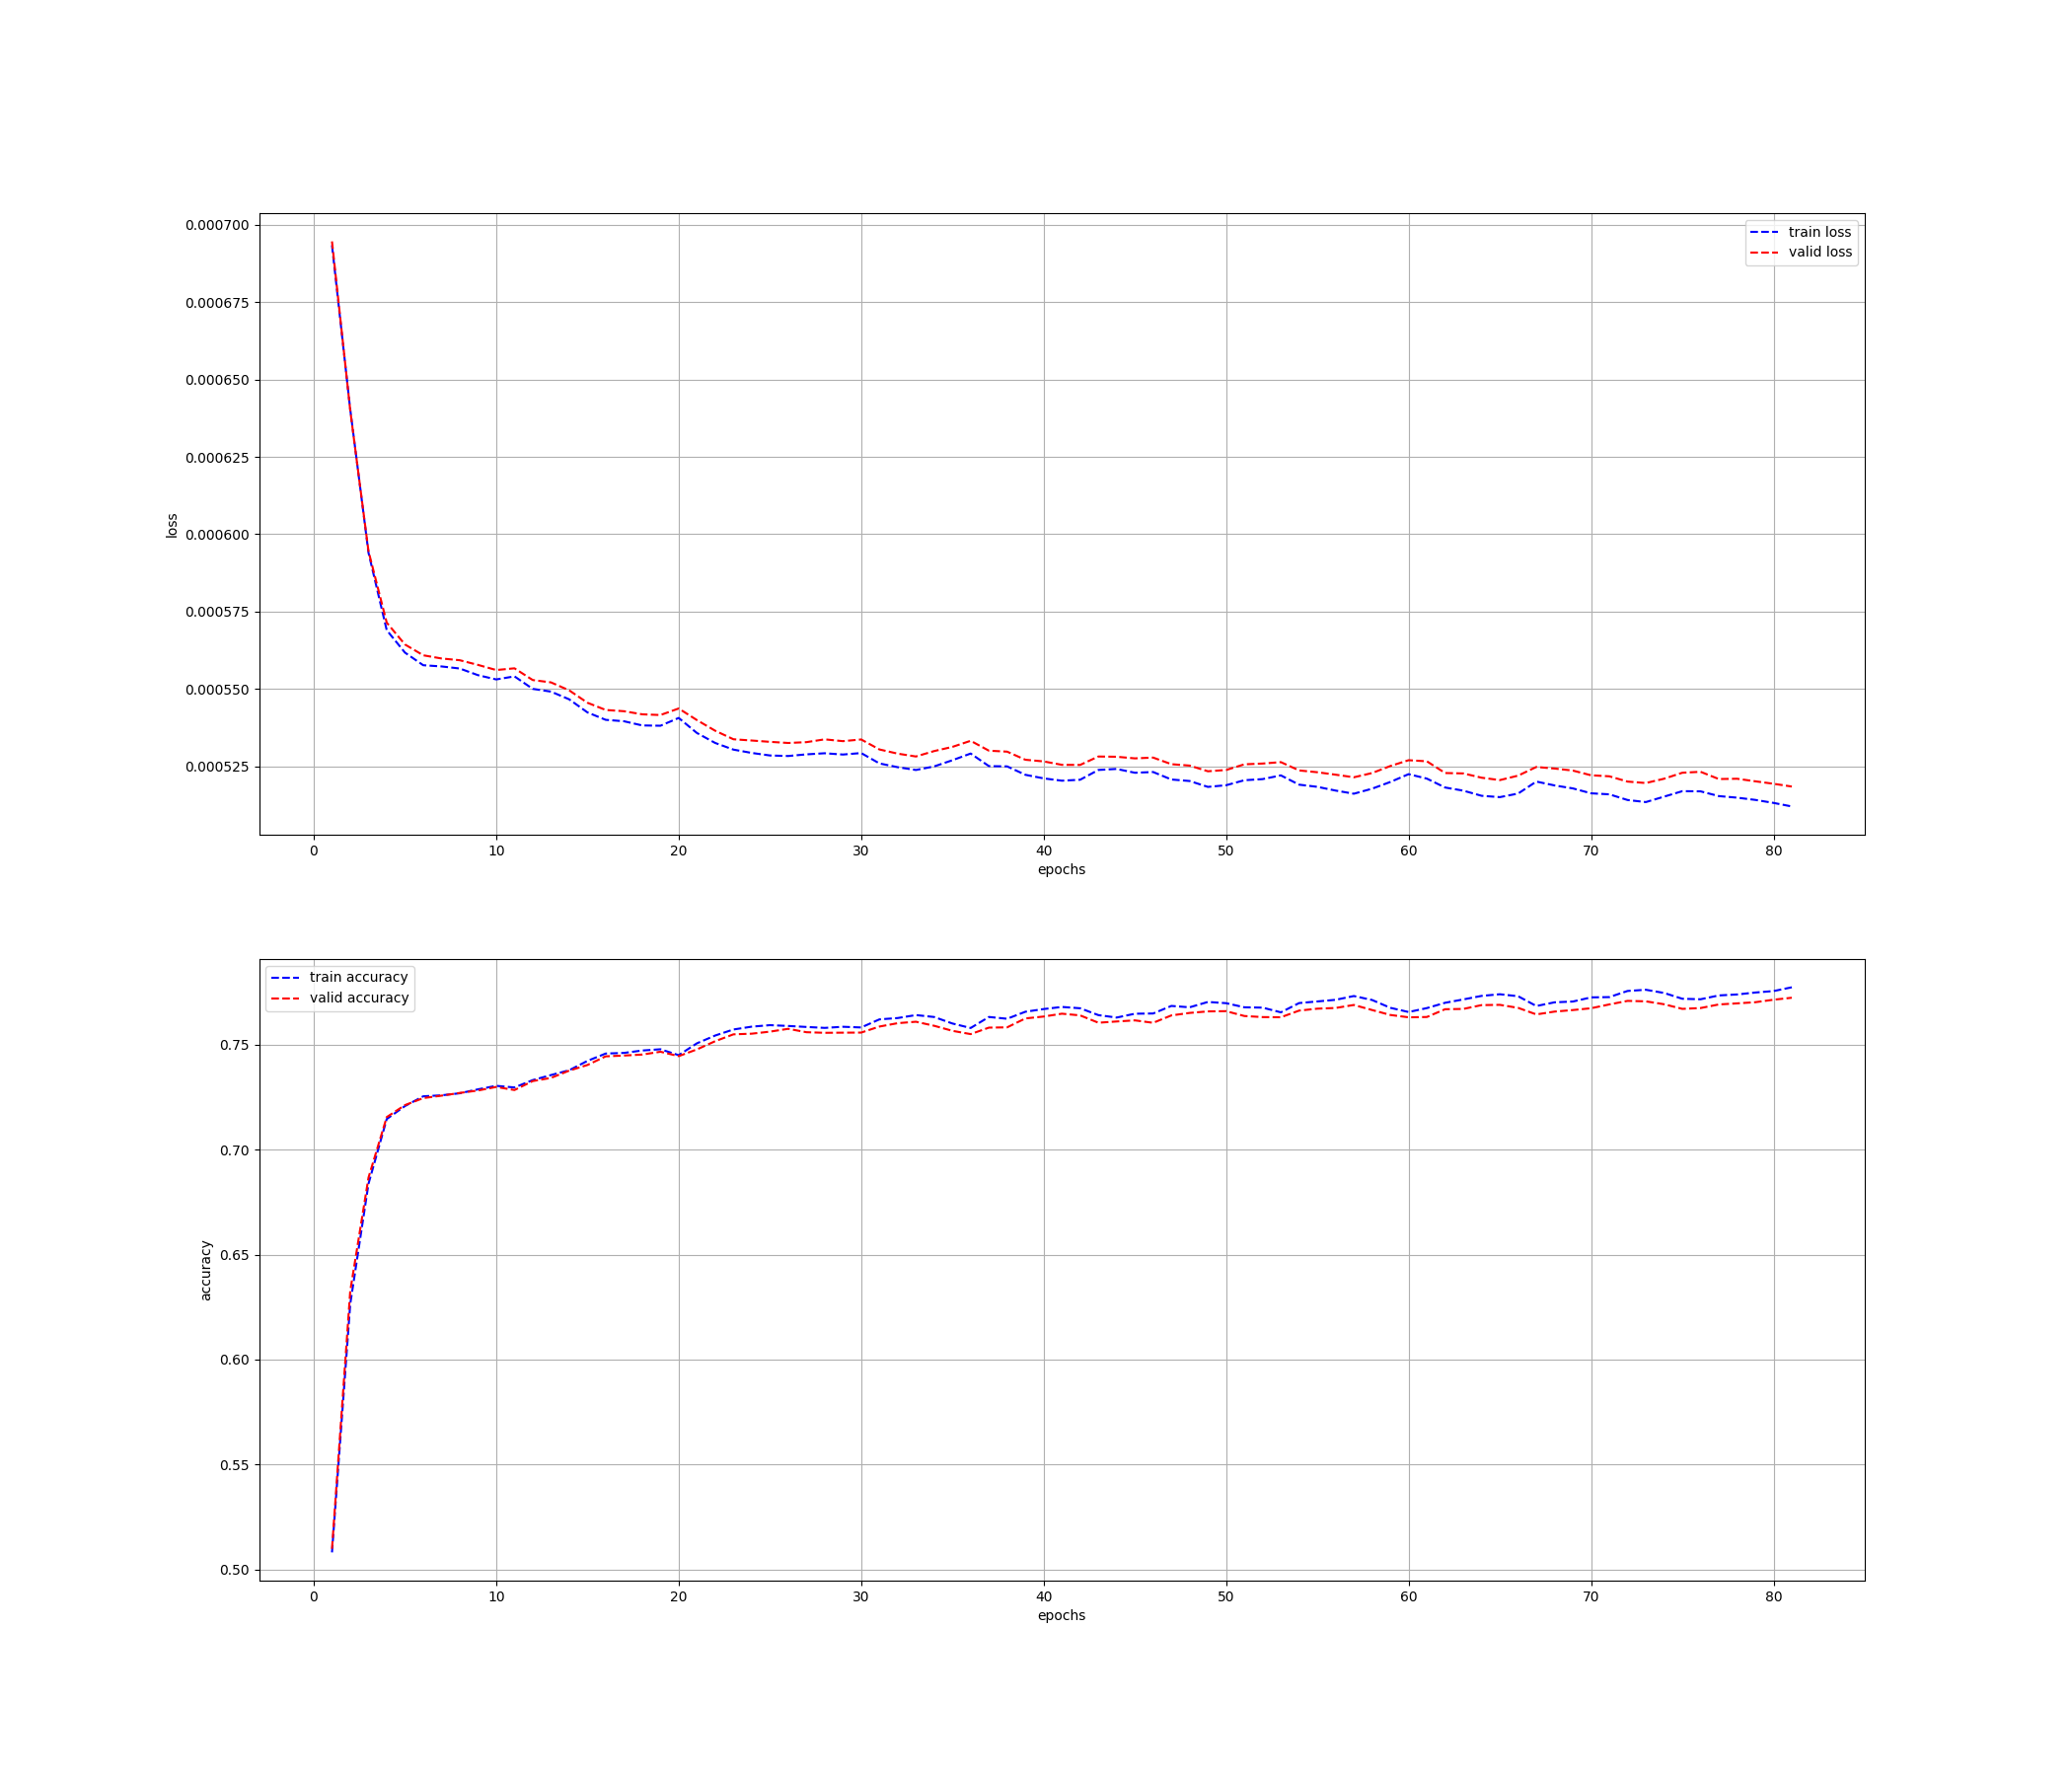 0.000700
0.000675
0.000650
0.000625
0.000600
0.000575
0.000550
0.000525
loss
train loss
valid loss
0 10 20 30 40 50 60 70 80
epochs
train accuracy
valid accuracy
0.75
0.70
0.65
0.60
0.55
0.50
accuracy
0 10 20 30 40 50 60 70 80
epochs